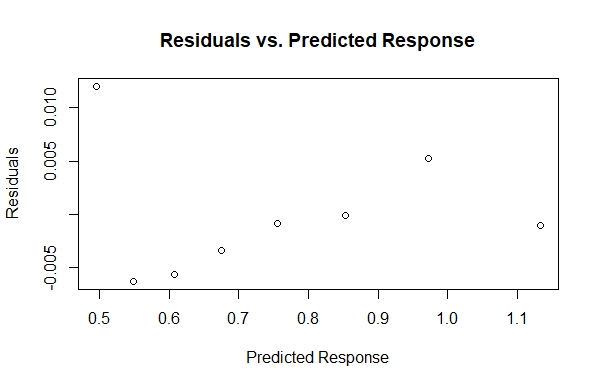 Residuals vs. Predicted Response
Residuals
0.010
0.005
-0.005
0.5 0.6 0.7 0.8 0.9 1.0 1.1
Predicted Response